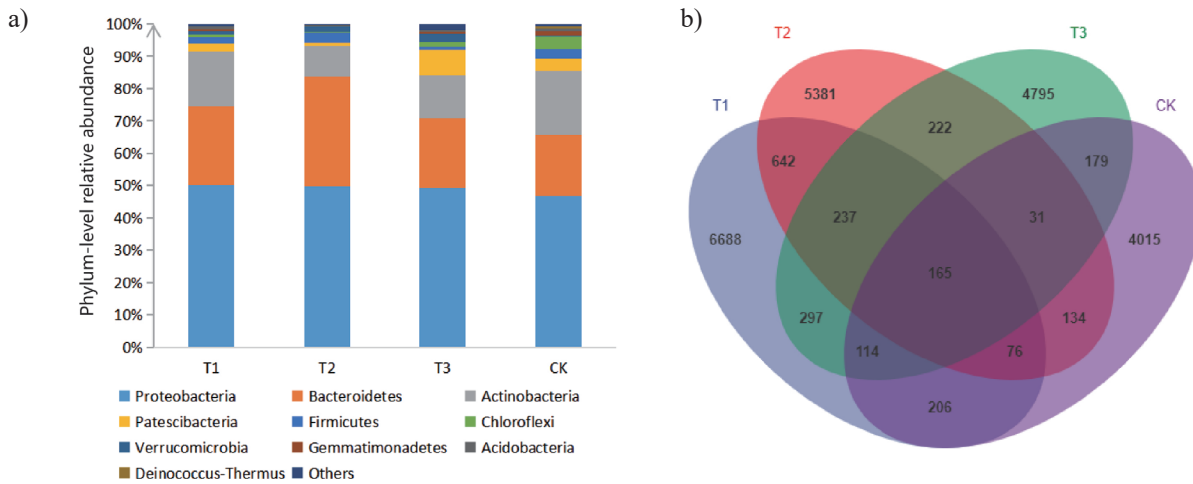 a)
Phylum-level relative abundance
100%
90%
80%
70%
60%
50%
40%
30%
20%
10%
0%
T1 T2 T3 CK
Proteobacteria Bacteroidetes Actinobacteria
Patescibacteria Firmicutes Chloroflexi
Verrucomicrobia Gemmatimonadetes Acidobacteria
Deinococcus-Thermus Others
b)
T2 T3
T1 CK
5381 4795
222
642 179
237 31
6688 4015
165
297 134
114 76
206